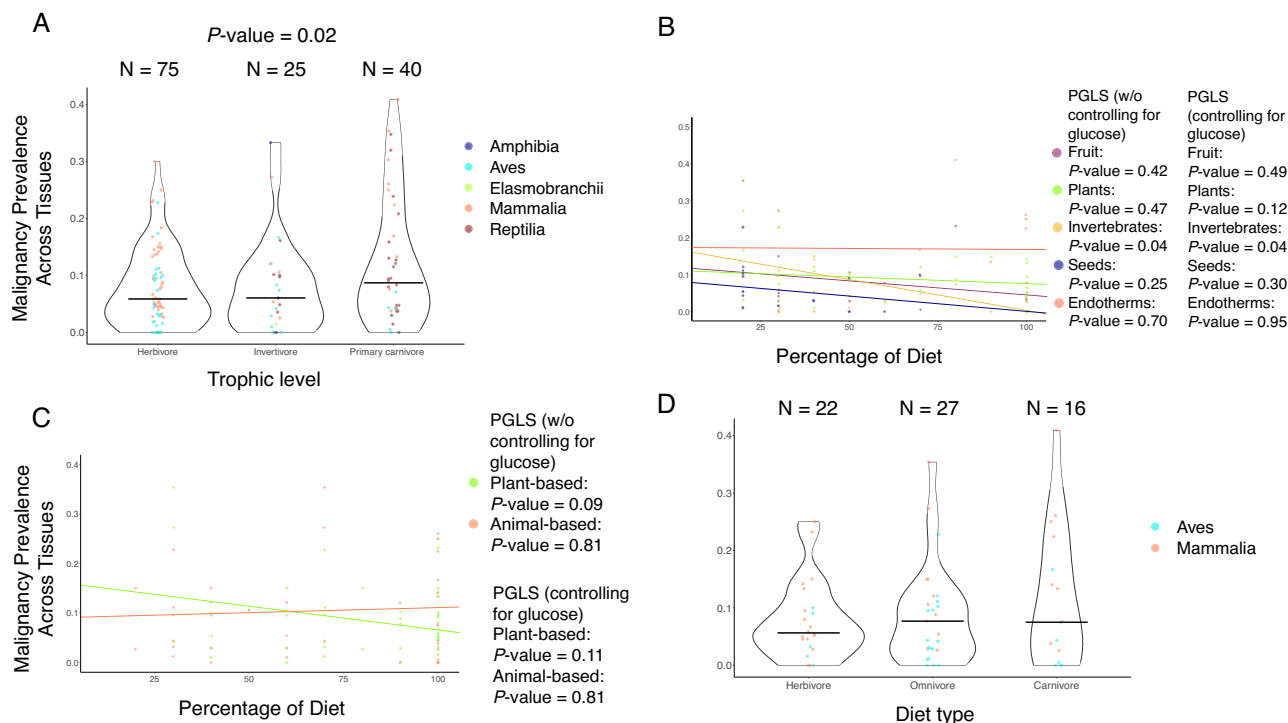 A
P-value = 0.02
N = 75
N = 25
N = 40
Malignancy Prevalence
Across Tissues
0.4
0.3
0.2
0.1
0.0
Herbivore
Invertivore
Primary carnivore
Trophic level
Amphibia
Aves
Elasmobranchii
Mammalia
Reptilia
B
0.5
0.4
0.3
0.2
0.1
0.0
25
50
75
100
Percentage of Diet
PGLS (w/o
controlling for
glucose)
Fruit:
P-value = 0.42
Plants:
P-value = 0.47
Invertebrates:
P-value = 0.04
Seeds:
P-value = 0.25
Endotherms:
P-value = 0.70
PGLS
(controlling for
glucose)
Fruit:
P-value = 0.49
Plants:
P-value = 0.12
Invertebrates:
P-value = 0.04
Seeds:
P-value = 0.30
Endotherms:
P-value = 0.95
C
Malignancy Prevalence
Across Tissues
0.4
0.3
0.2
0.1
0.0
25
50
75
100
Percentage of Diet
PGLS (w/o
controlling for
glucose)
Plant-based:
P-value = 0.09
Animal-based:
P-value = 0.81
PGLS (controlling
for glucose)
Plant-based:
P-value = 0.11
Animal-based:
P-value = 0.81
D
N = 22
N = 27
N = 16
0.4
0.3
0.2
0.1
0.0
Herbivore
Omnivore
Carnivore
Diet type
Aves
Mammalia